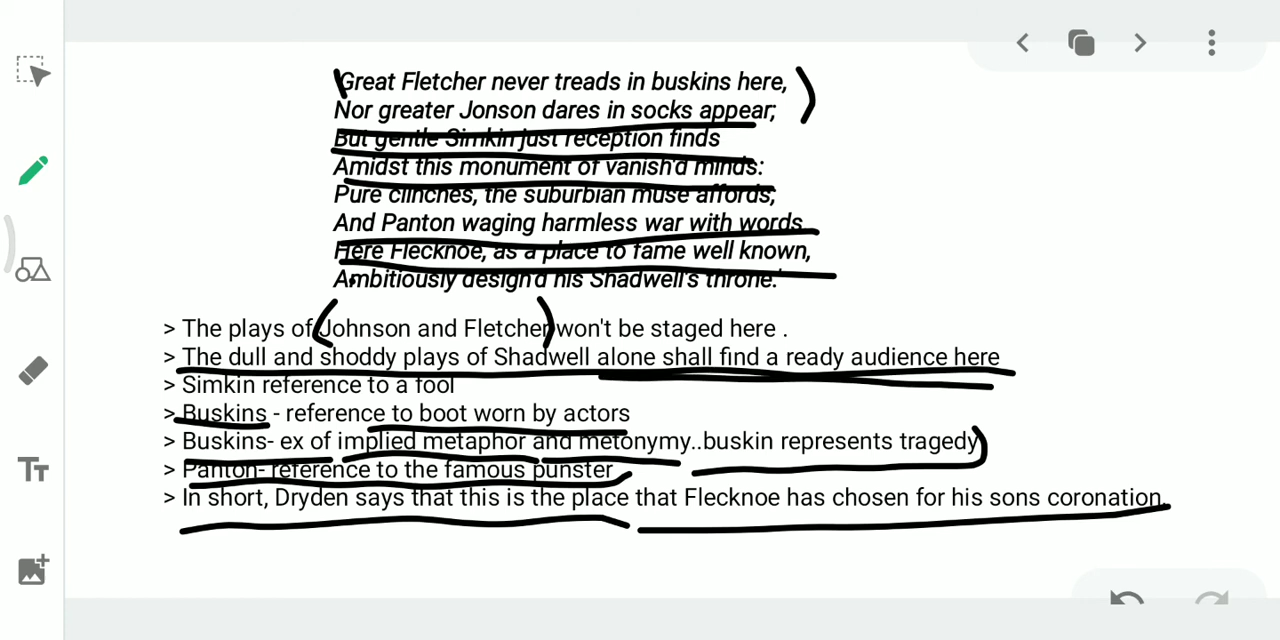 Great Fletcher never treads in buskins here,
Nor greater Jonson dares in socks appear;
But gentle Simkin just reception finds
Amidst this monument of vanish'd minds:
Pure clinches, the suburbian muse affords;
And Panton waging harmless war with words.
Here Flecknoe, as a place to fame well known,
Ambitiously design'd his Shadwell's throne.'
> The plays of Johnson and Fletcher won't be staged here .
> The dull and shoddy plays of Shadwell alone shall find a ready audience here
> Simkin reference to a fool
> Buskins - reference to boot worn by actors
> Buskins- ex of implied metaphor and metonymy..buskin represents tragedy
> Panton- reference to the famous punster
> In short, Dryden says that this is the place that Flecknoe has chosen for his sons coronation.
TT